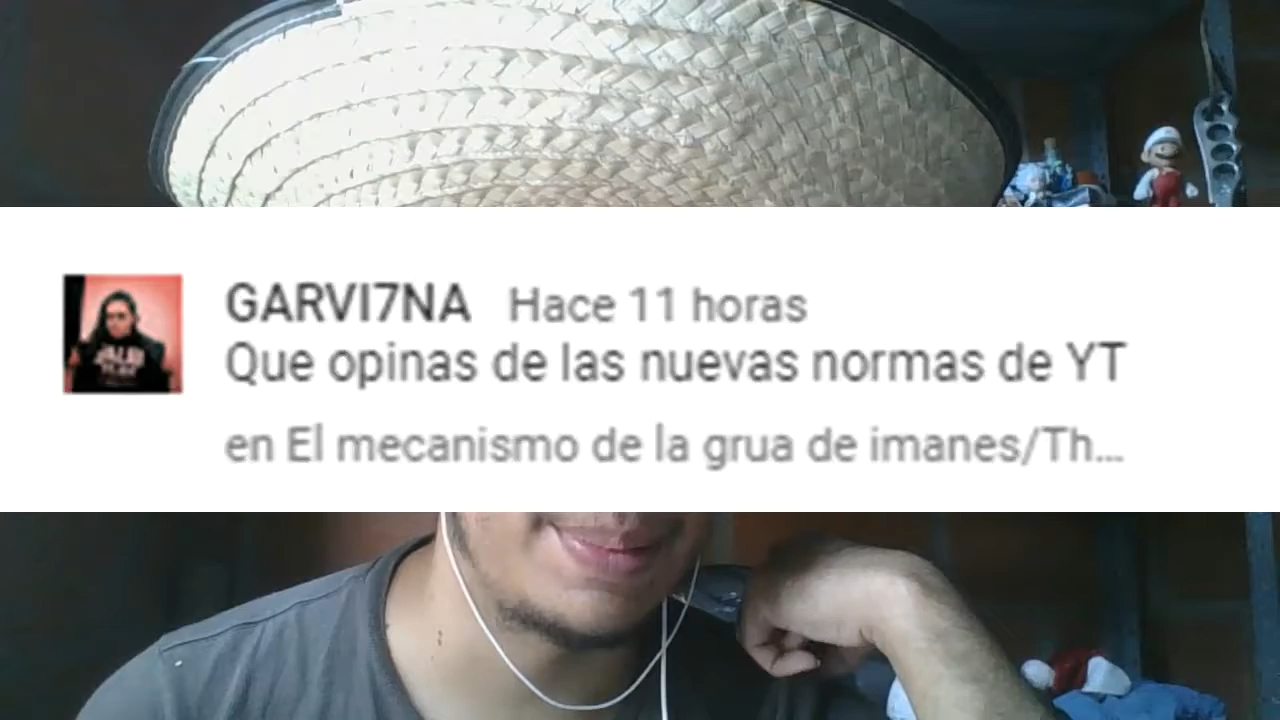 GARVI7NA Hace 11 horas
Que opinas de las nuevas normas de YT
en El mecanismo de la grua de imanes/Th...